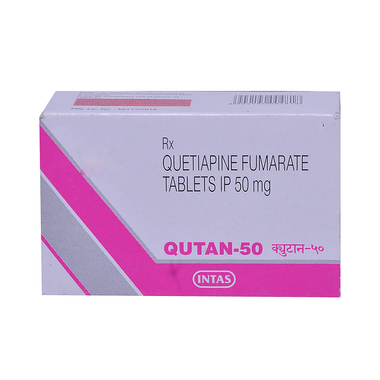 Rx
QUETIAPINE FUMARATE
TABLETS IP 50 mg
QUTAN-50 क्युटान-५०
INTAS